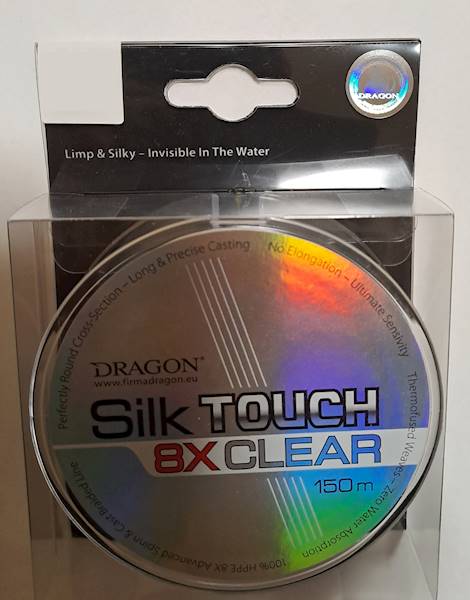 DRAGON
Limp & Silky – Invisible In The Water
Perfectly Round Cross-Section – Long & Precise Casting
No Elongation – Ultimate Sensivity
Thermofused Weaves – Zero Water Absorption
100% HPPE 8X Advanced Spinn & Cast Braided Line
DRAGON®
www.firmadragon.eu
Silk TOUCH
8X CLEAR
150 m